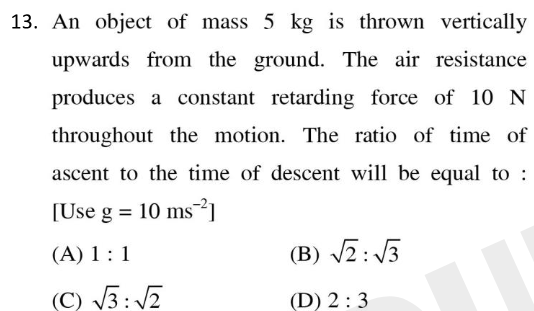 13. An object of mass 5 kg is thrown vertically
upwards from the ground. The air resistance
produces a constant retarding force of 10 N
throughout the motion. The ratio of time of
ascent to the time of descent will be equal to :
[Use g = 10 ms⁻²]
(A) 1 : 1 (B) √2 : √3
(C) √3 : √2 (D) 2 : 3